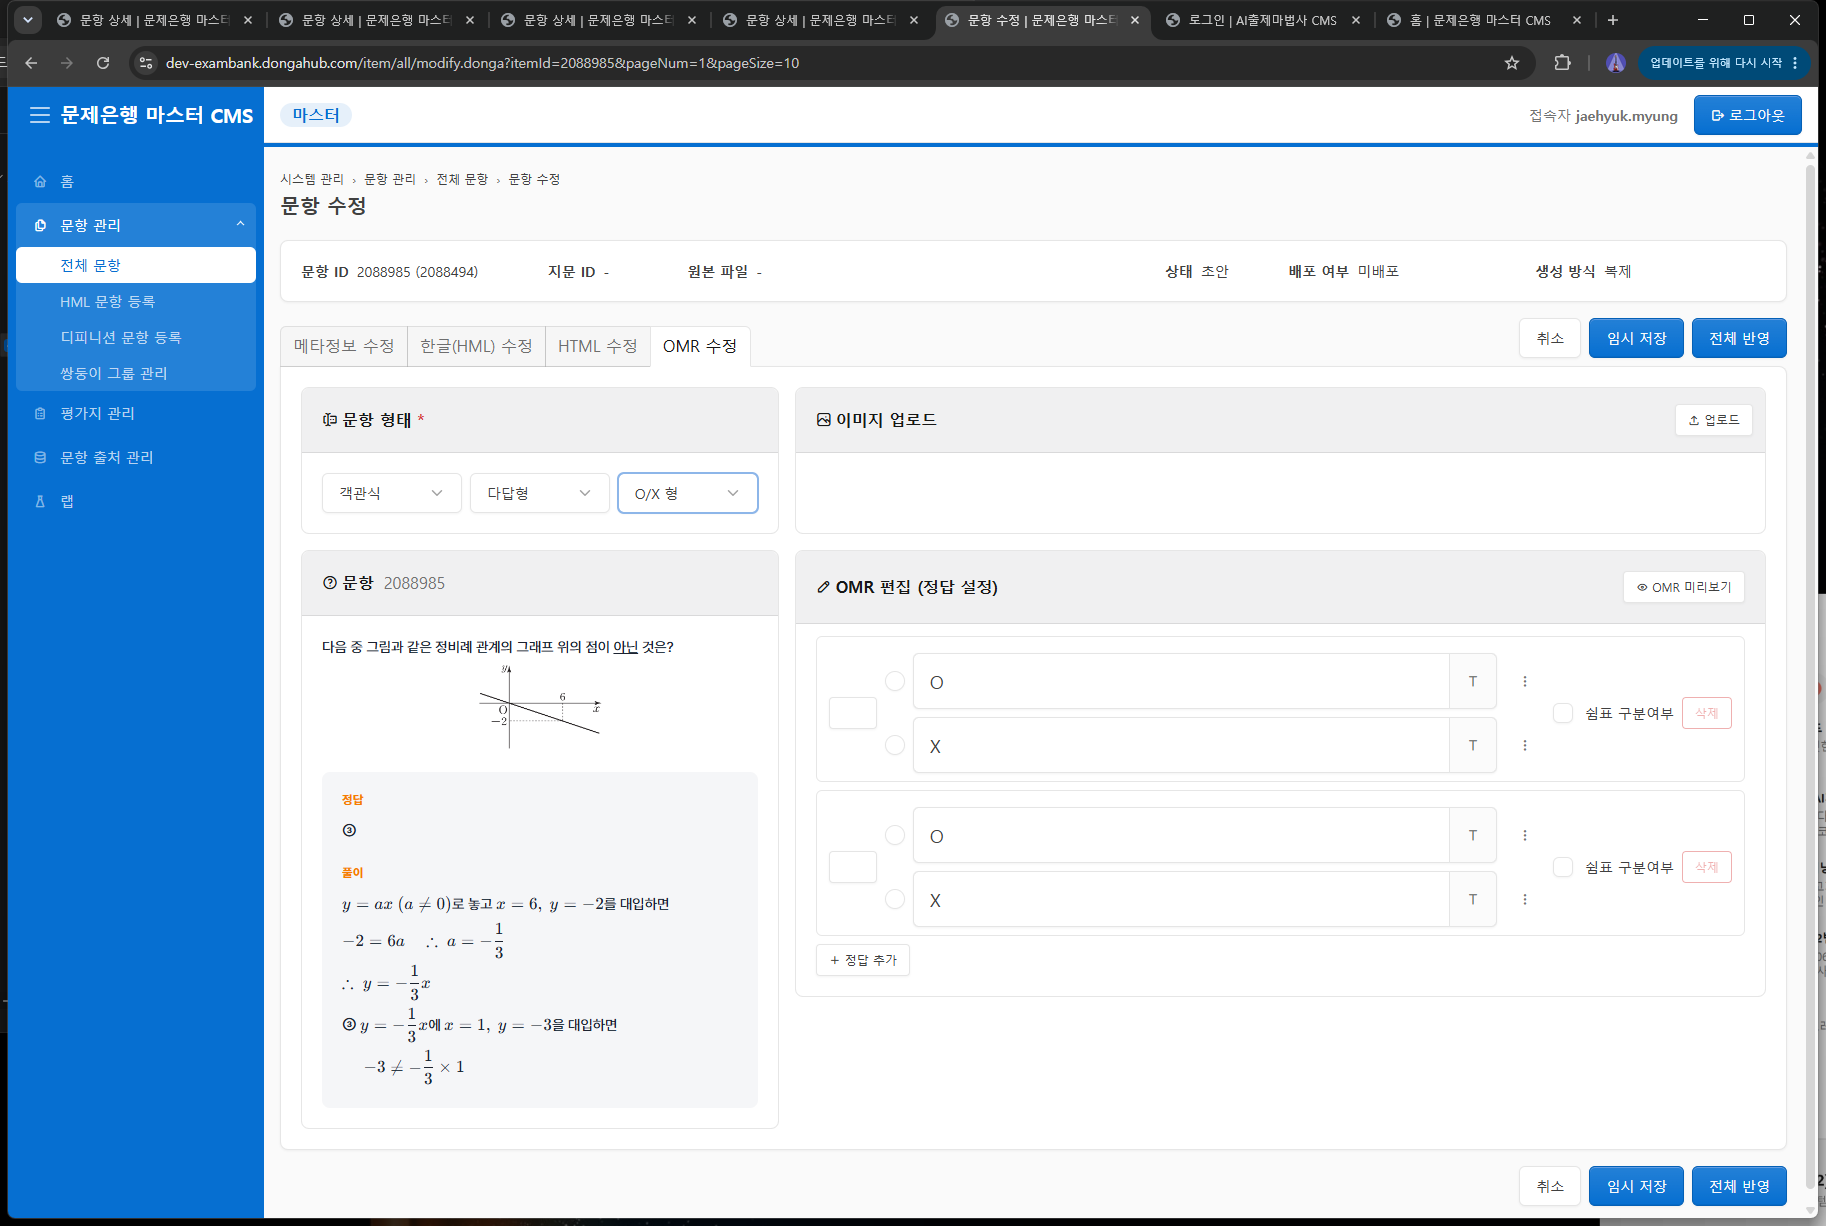 문항 상세 | 문제은행 마스터
문항 상세 | 문제은행 마스터
문항 상세 | 문제은행 마스터
문항 상세 | 문제은행 마스터
문항 수정 | 문제은행 마스터
로그인 | AI출제마법사 CMS
홈 | 문제은행 마스터 CMS
dev-exambank.dongahub.com/item/all/modify.donga?itemId=2088985&pageNum=1&pageSize=10
업데이트를 위해 다시 시작
문제은행 마스터 CMS
마스터
접속자 jaehyuk.myung
로그아웃
홈
문항 관리
전체 문항
HML 문항 등록
디피니션 문항 등록
쌍둥이 그룹 관리
평가지 관리
문항 출처 관리
랩
시스템 관리 › 문항 관리 › 전체 문항 › 문항 수정
문항 수정
문항 ID 2088985 (2088494)
지문 ID -
원본 파일 -
상태 초안
배포 여부 미배포
생성 방식 복제
메타정보 수정
한글(HML) 수정
HTML 수정
OMR 수정
취소
임시 저장
전체 반영
문항 형태 *
객관식
다답형
O/X 형
이미지 업로드
업로드
문항 2088985
다음 중 그림과 같은 정비례 관계의 그래프 위의 점이 아닌 것은?
y
6
O
x
−2
정답
③
풀이
y = ax (a ≠ 0)로 놓고 x = 6, y = −2를 대입하면
−2 = 6a ∴ a = −1/3
∴ y = −1/3x
③ y = −1/3x에 x = 1, y = −3을 대입하면
−3 ≠ −1/3 × 1
OMR 편집 (정답 설정)
OMR 미리보기
O
T
X
T
쉼표 구분여부
삭제
O
T
X
T
쉼표 구분여부
삭제
+ 정답 추가
취소
임시 저장
전체 반영